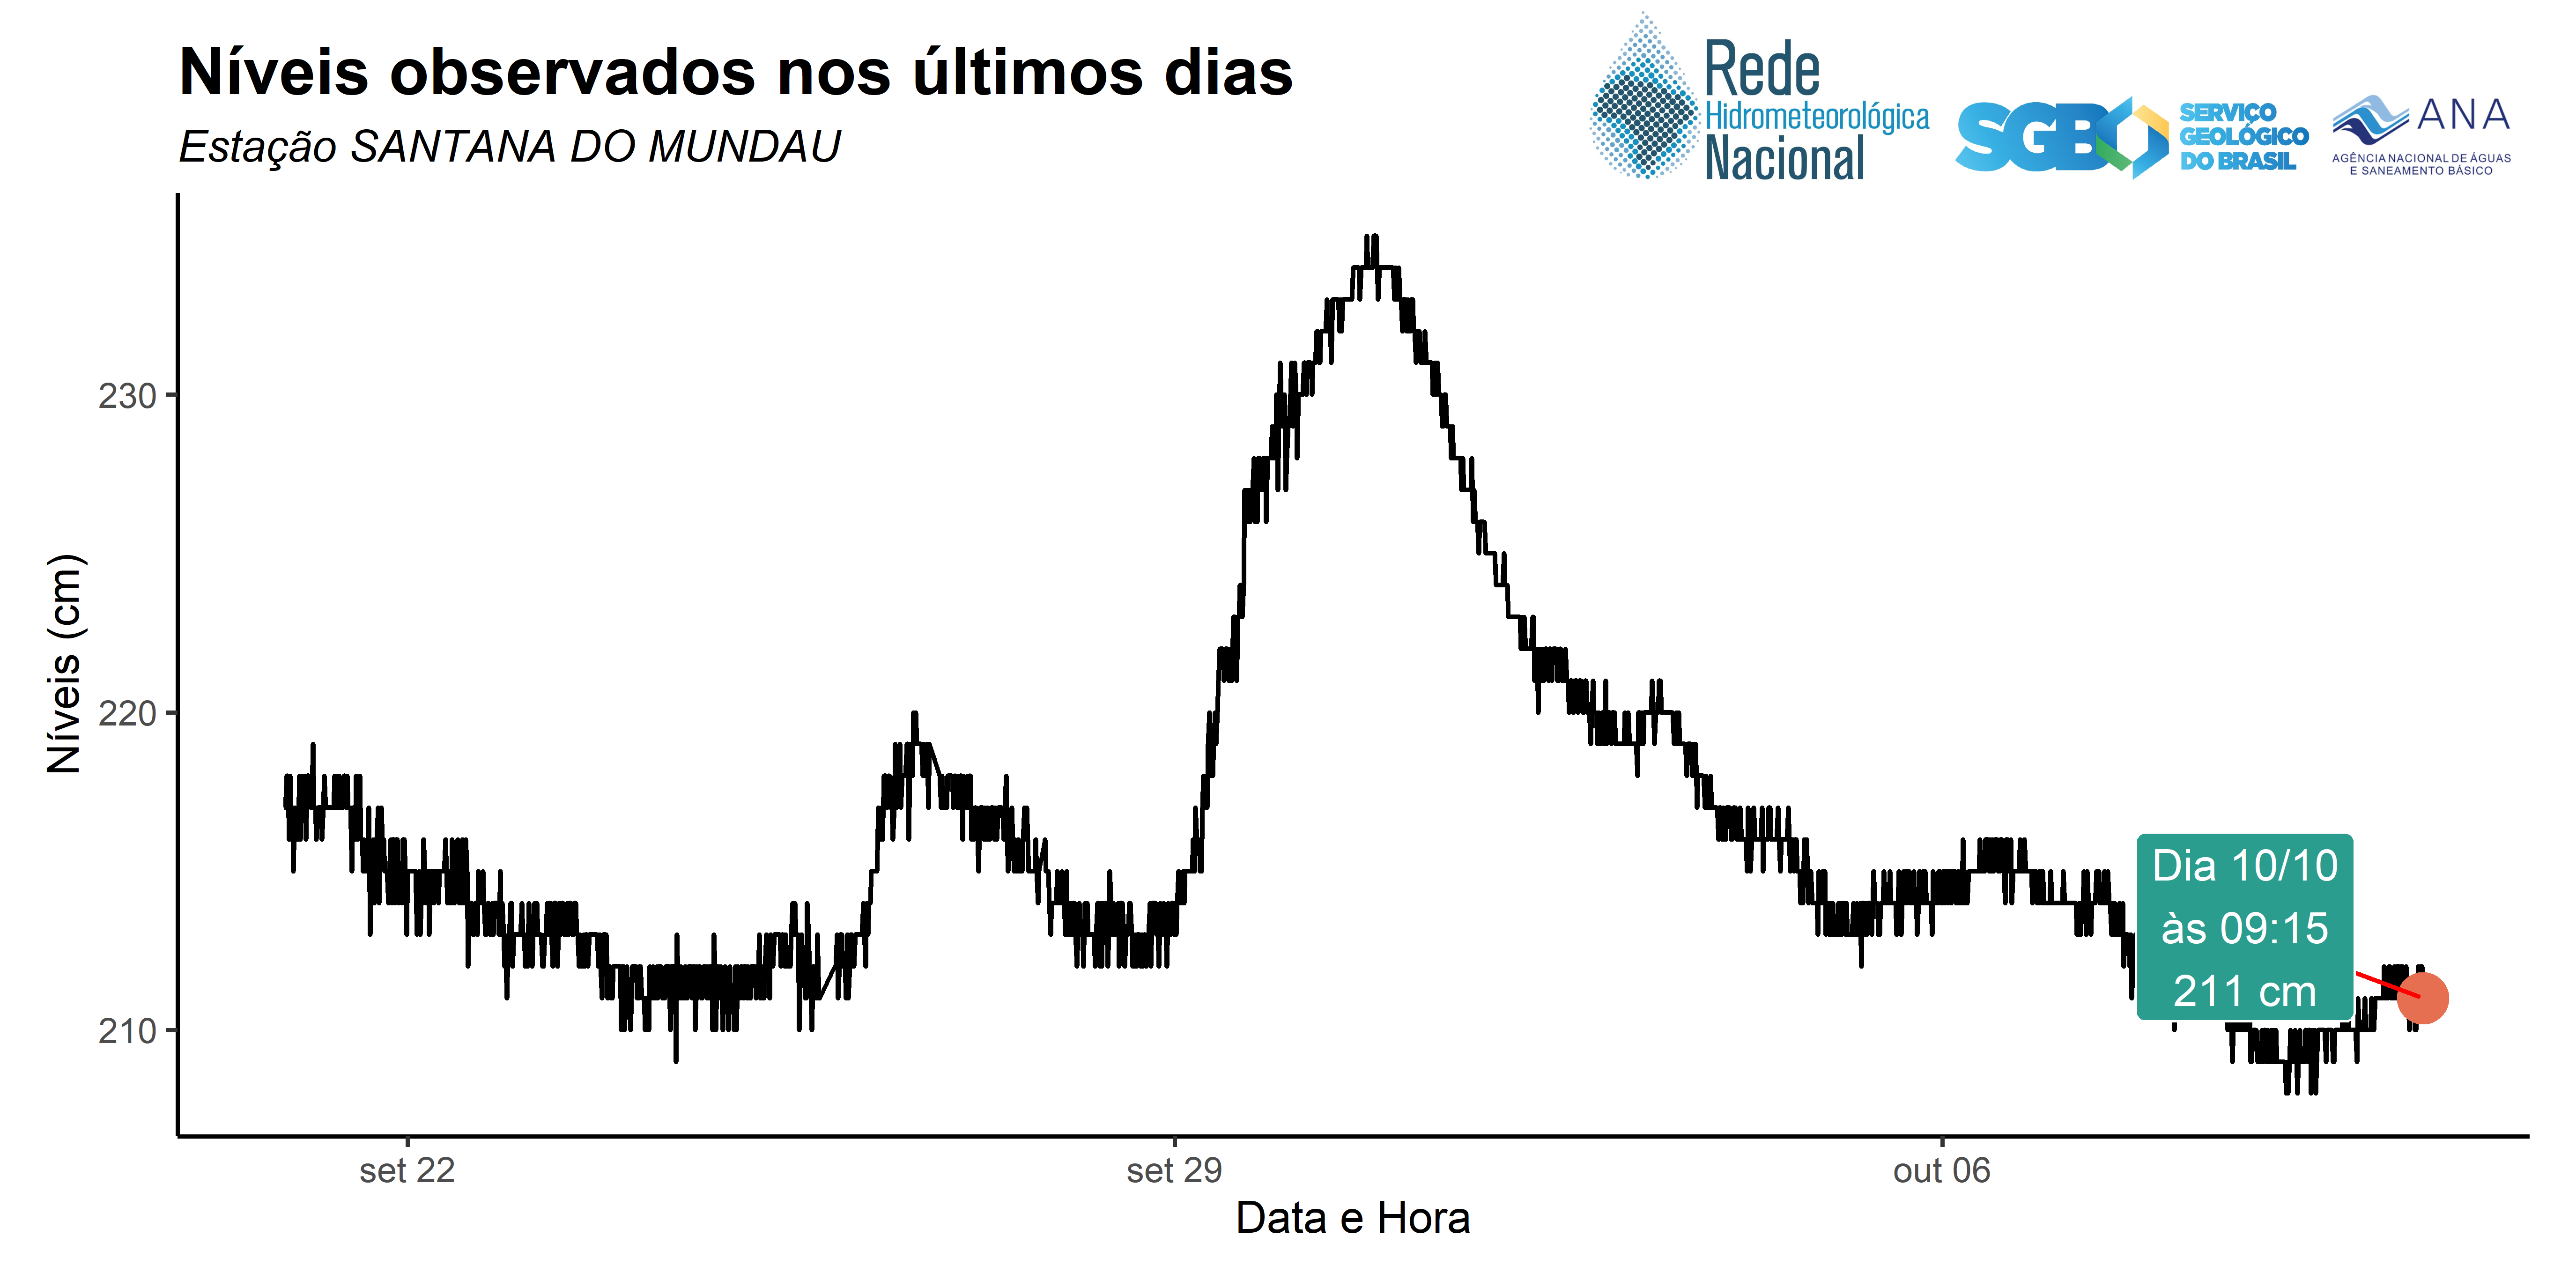 Níveis observados nos últimos dias
Estação SANTANA DO MUNDAU
Rede
Hidrometeorológica
Nacional
SGB
SERVIÇO
GEOLÓGICO
DO BRASIL
ANA
AGÊNCIA NACIONAL DE ÁGUAS
E SANEAMENTO BÁSICO
Níveis (cm)
230
220
210
Dia 10/10
às 09:15
211 cm
set 22
set 29
out 06
Data e Hora